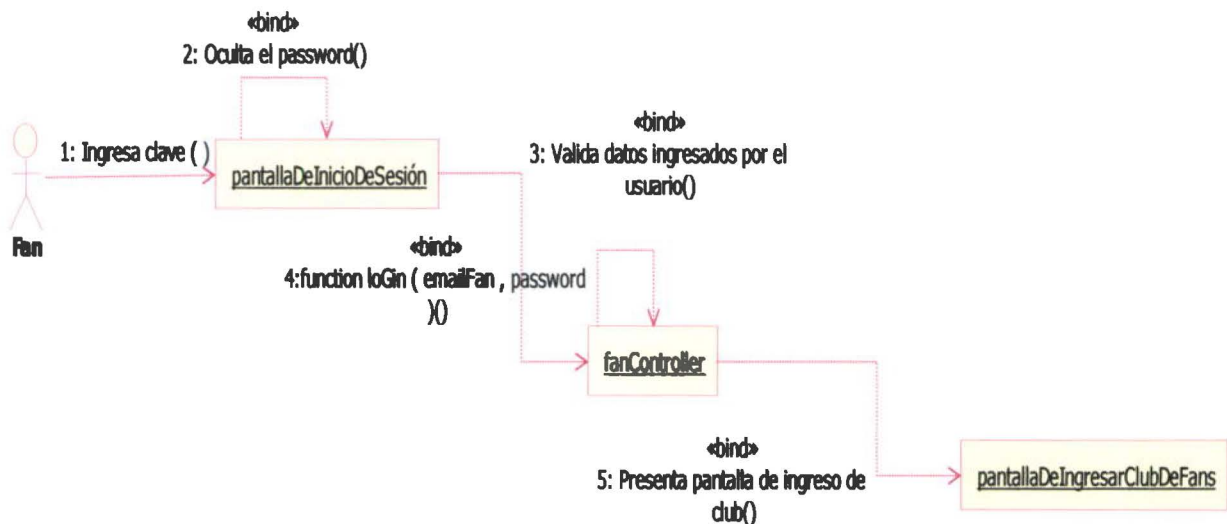 «bind»
2: Oculta el password()
«bind»
1: Ingresa clave ( )
3: Valida datos ingresados por el
usuario()
pantallaDeInicioDeSesión
Fan
«bind»
4:function loGin ( emailFan , password
)()
fanController
«bind»
5: Presenta pantalla de ingreso de
club()
pantallaDeIngresarClubDeFans